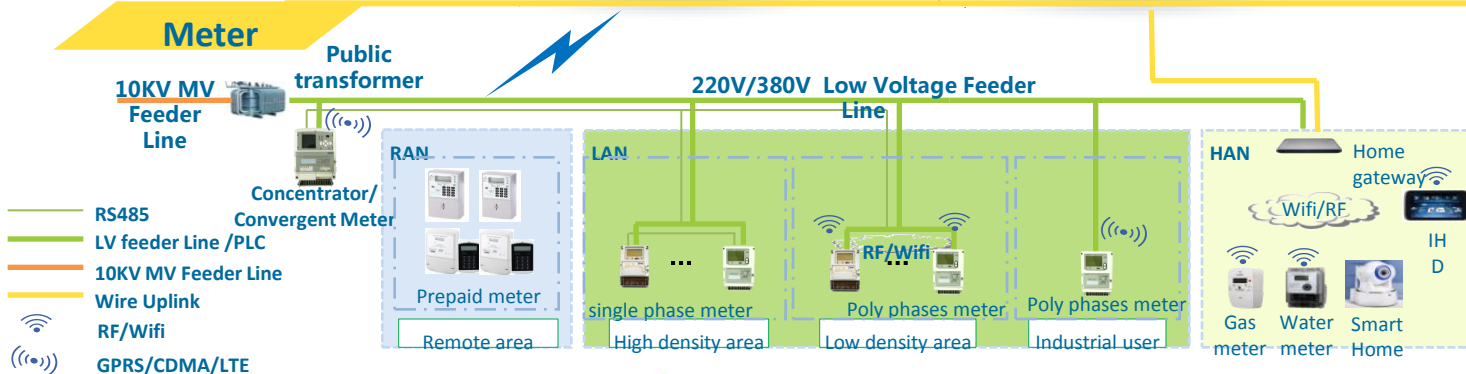 Meter
Public
transformer
10KV MV
Feeder
Line
220V/380V Low Voltage Feeder
Line
Concentrator/
Convergent Meter
RS485
LV feeder Line /PLC
10KV MV Feeder Line
Wire Uplink
RF/Wifi
GPRS/CDMA/LTE
RAN
Prepaid meter
Remote area
LAN
...
single phase meter
High density area
RF/Wifi
...
Poly phases meter
Low density area
Poly phases meter
Industrial user
HAN
Home
gateway
Wifi/RF
IH
D
Gas
meter
Water
meter
Smart
Home